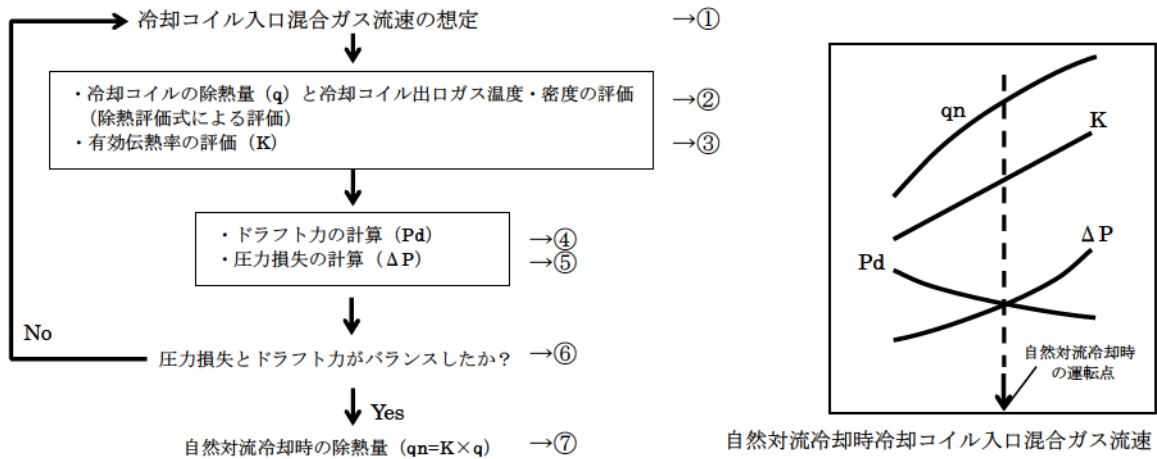 冷却コイル入口混合ガス流速の想定 →①
・冷却コイルの除熱量（q）と冷却コイル出口ガス温度・密度の評価 →②
（除熱評価式による評価）
・有効伝熱率の評価（K） →③
・ドラフト力の計算（Pd） →④
・圧力損失の計算（ΔP） →⑤
No
圧力損失とドラフト力がバランスしたか？ →⑥
Yes
自然対流冷却時の除熱量（qn=K×q） →⑦
qn
K
ΔP
Pd
自然対流冷却時
の運転点
自然対流冷却時冷却コイル入口混合ガス流速